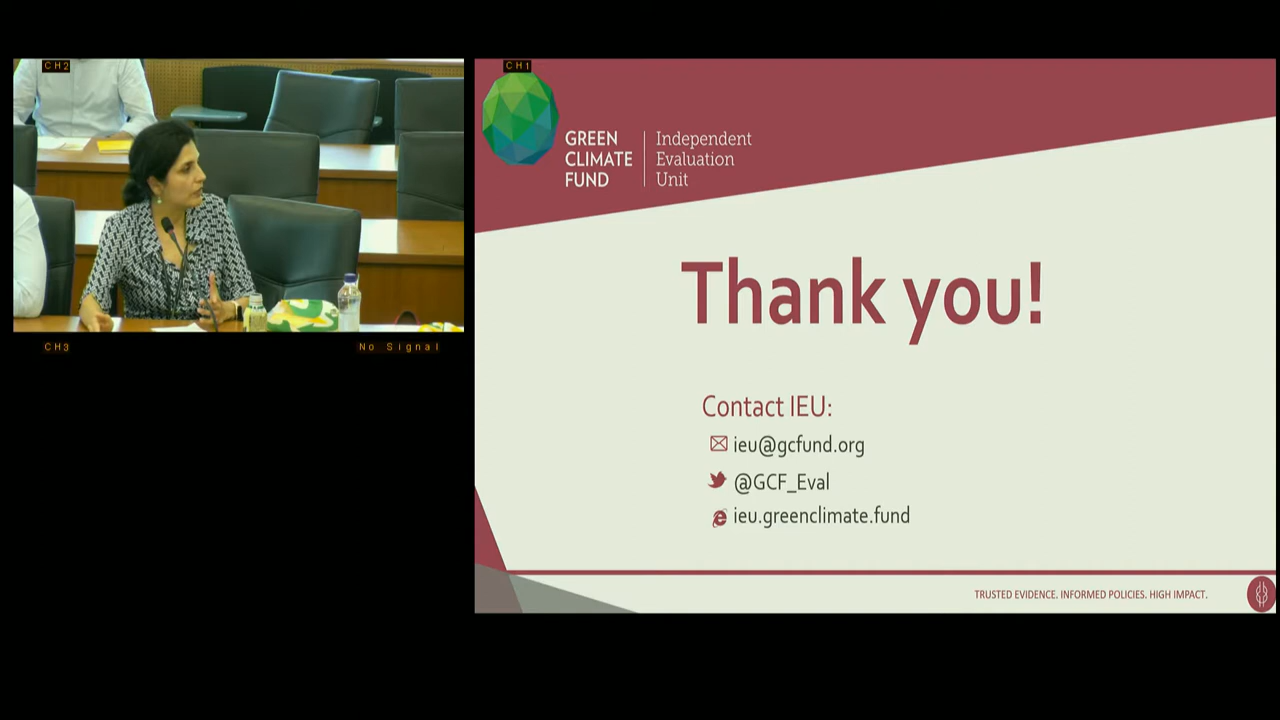 CH2
CH1
GREEN
CLIMATE
FUND
Independent
Evaluation
Unit
Thank you!
CH3
No Signal
Contact IEU:
ieu@gcfund.org
@GCF_Eval
ieu.greenclimate.fund
TRUSTED EVIDENCE. INFORMED POLICIES. HIGH IMPACT.